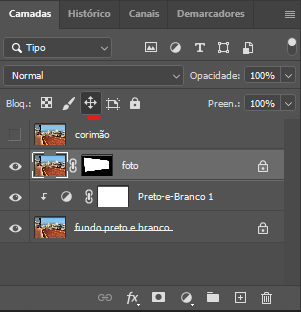 Camadas Histórico Canais Demarcadores
Tipo
Normal Opacidade: 100%
Bloq.: Preen.: 100%
corimão
foto
Preto-e-Branco 1
fundo preto e branco
fx